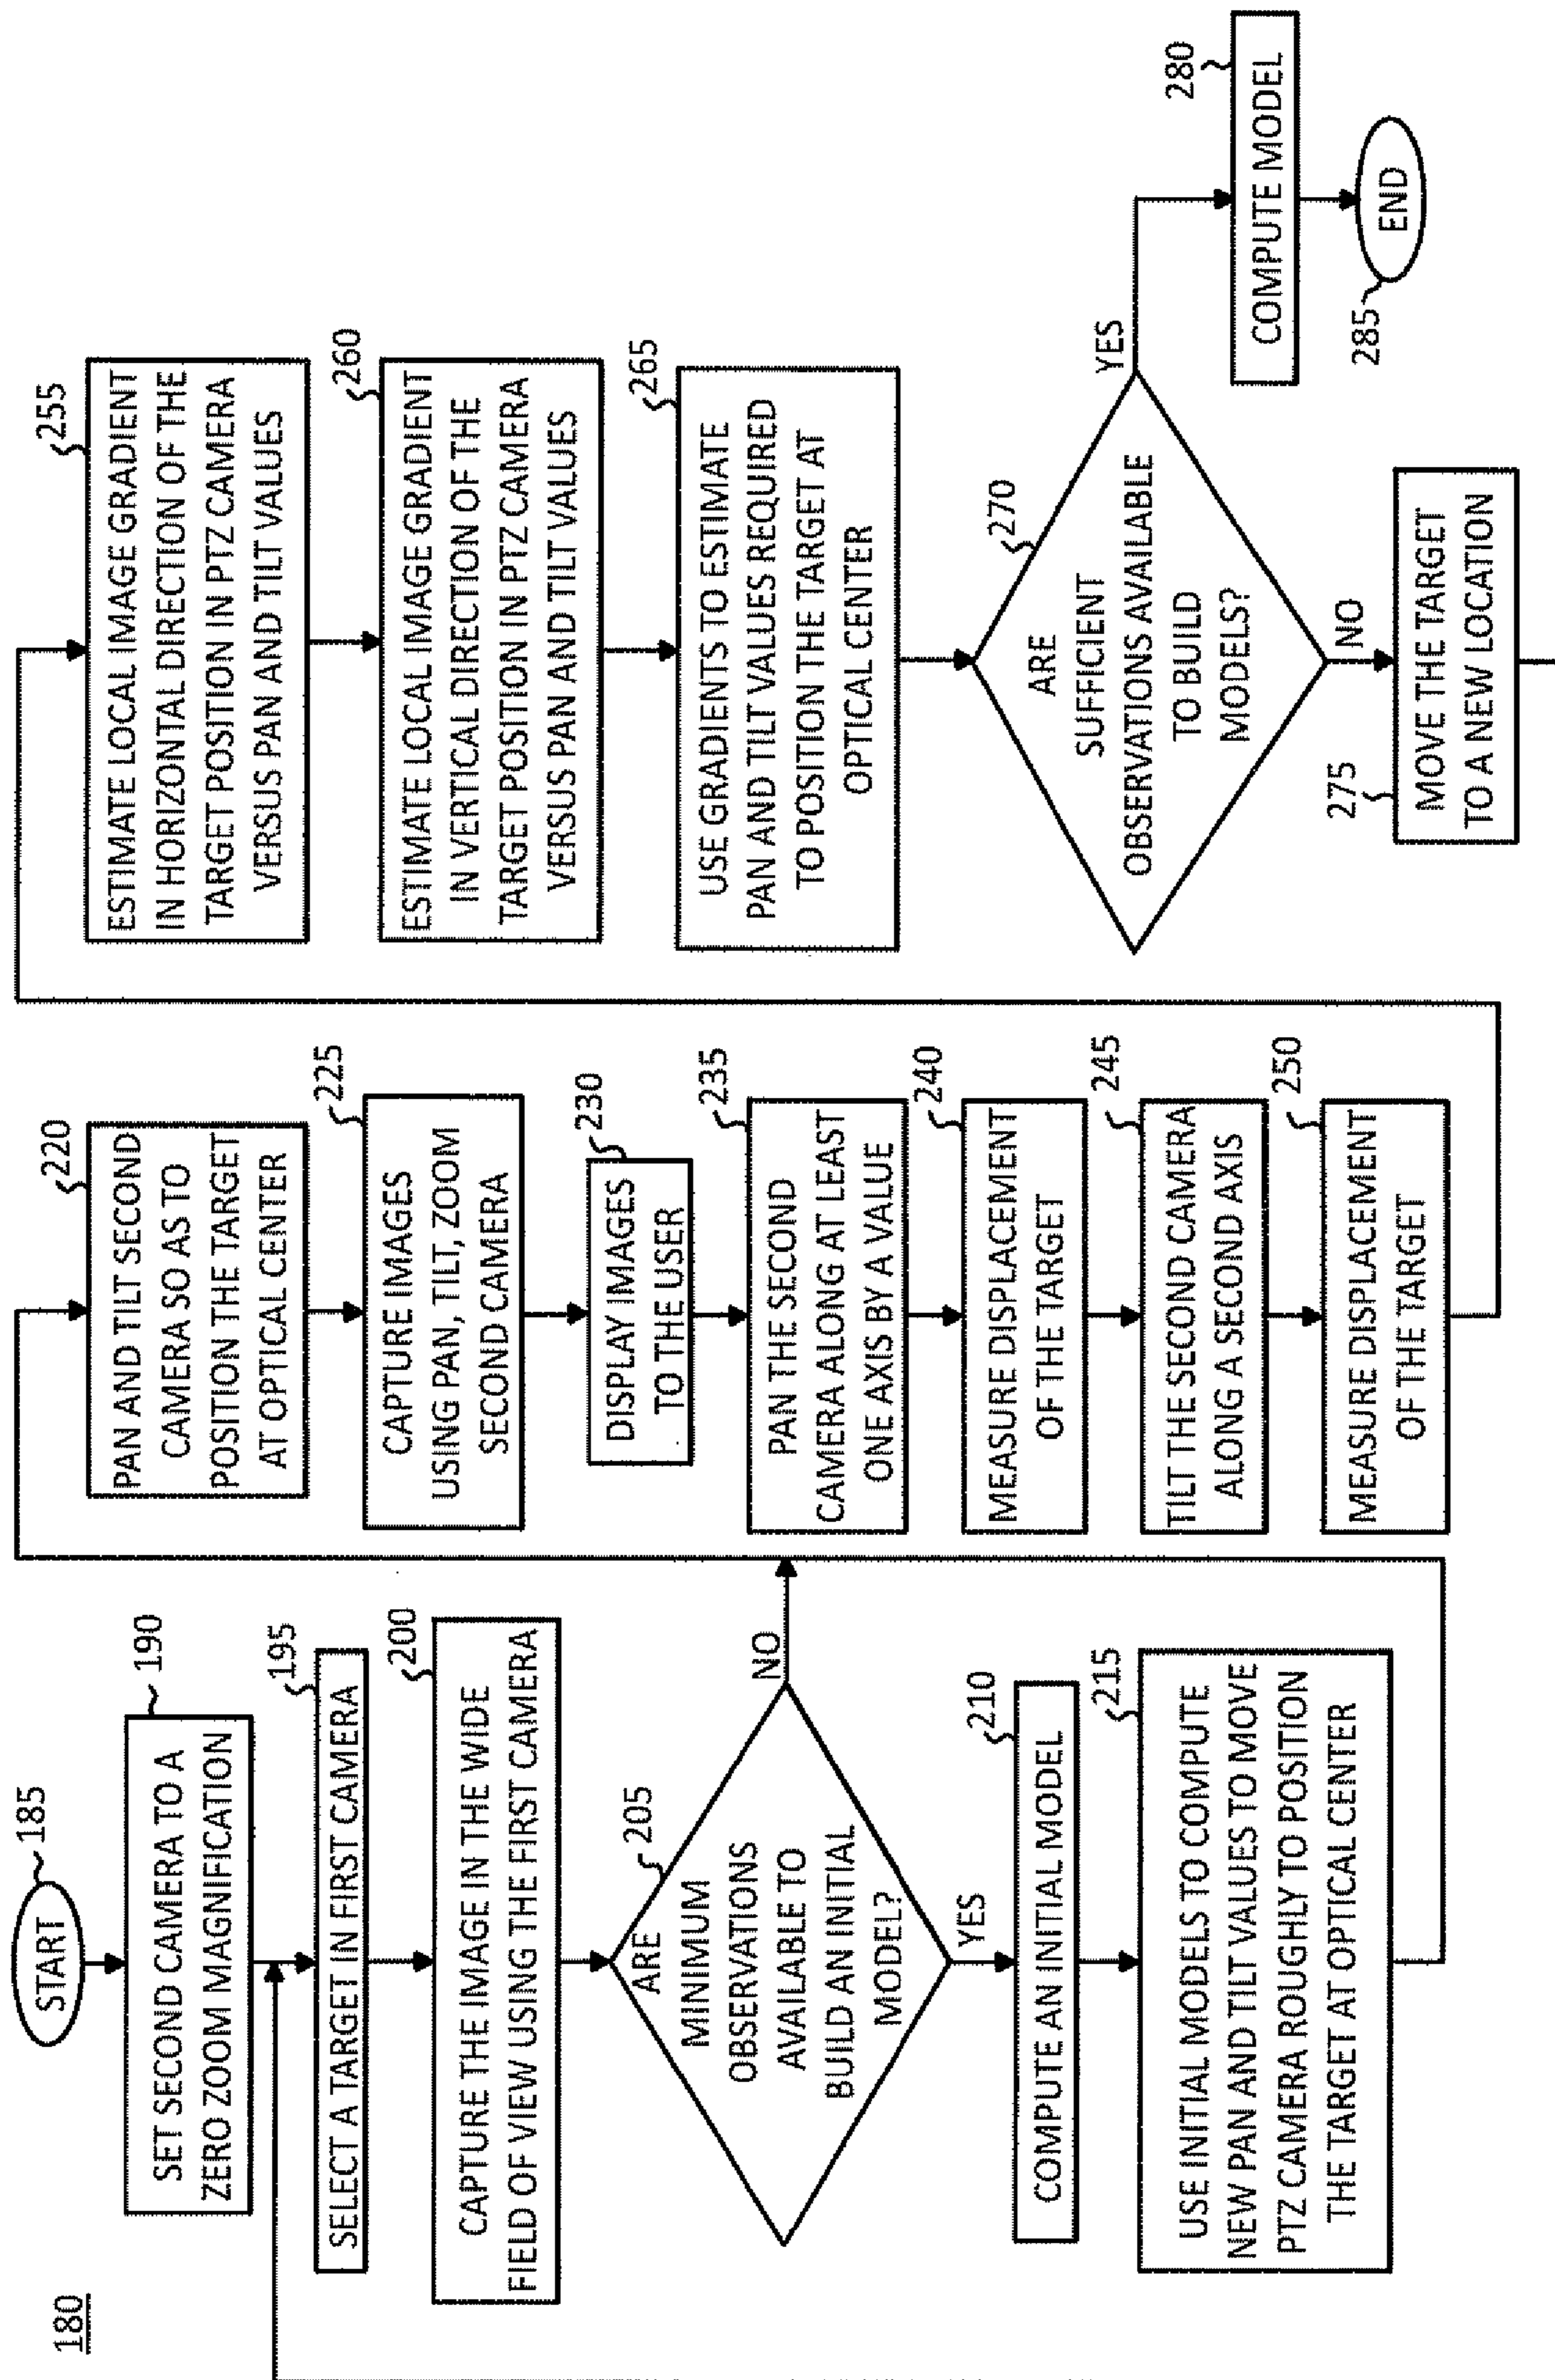 180
START
185
SET SECOND CAMERA TO A
ZERO ZOOM MAGNIFICATION
190
SELECT A TARGET IN FIRST CAMERA
195
CAPTURE THE IMAGE IN THE WIDE
FIELD OF VIEW USING THE FIRST CAMERA
200
ARE
MINIMUM
OBSERVATIONS
AVAILABLE TO
BUILD AN INITIAL
MODEL?
205
NO
YES
COMPUTE AN INITIAL MODEL
210
USE INITIAL MODELS TO COMPUTE
NEW PAN AND TILT VALUES TO MOVE
PTZ CAMERA ROUGHLY TO POSITION
THE TARGET AT OPTICAL CENTER
215
PAN AND TILT SECOND
CAMERA SO AS TO
POSITION THE TARGET
AT OPTICAL CENTER
220
CAPTURE IMAGES
USING PAN, TILT, ZOOM
SECOND CAMERA
225
DISPLAY IMAGES
TO THE USER
230
PAN THE SECOND
CAMERA ALONG AT LEAST
ONE AXIS BY A VALUE
235
MEASURE DISPLACEMENT
OF THE TARGET
240
TILT THE SECOND CAMERA
ALONG A SECOND AXIS
245
MEASURE DISPLACEMENT
OF THE TARGET
250
ESTIMATE LOCAL IMAGE GRADIENT
IN HORIZONTAL DIRECTION OF THE
TARGET POSITION IN PTZ CAMERA
VERSUS PAN AND TILT VALUES
255
ESTIMATE LOCAL IMAGE GRADIENT
IN VERTICAL DIRECTION OF THE
TARGET POSITION IN PTZ CAMERA
VERSUS PAN AND TILT VALUES
260
USE GRADIENTS TO ESTIMATE
PAN AND TILT VALUES REQUIRED
TO POSITION THE TARGET AT
OPTICAL CENTER
265
ARE
SUFFICIENT
OBSERVATIONS AVAILABLE
TO BUILD
MODELS?
270
YES
NO
275
MOVE THE TARGET
TO A NEW LOCATION
COMPUTE MODEL
280
END
285